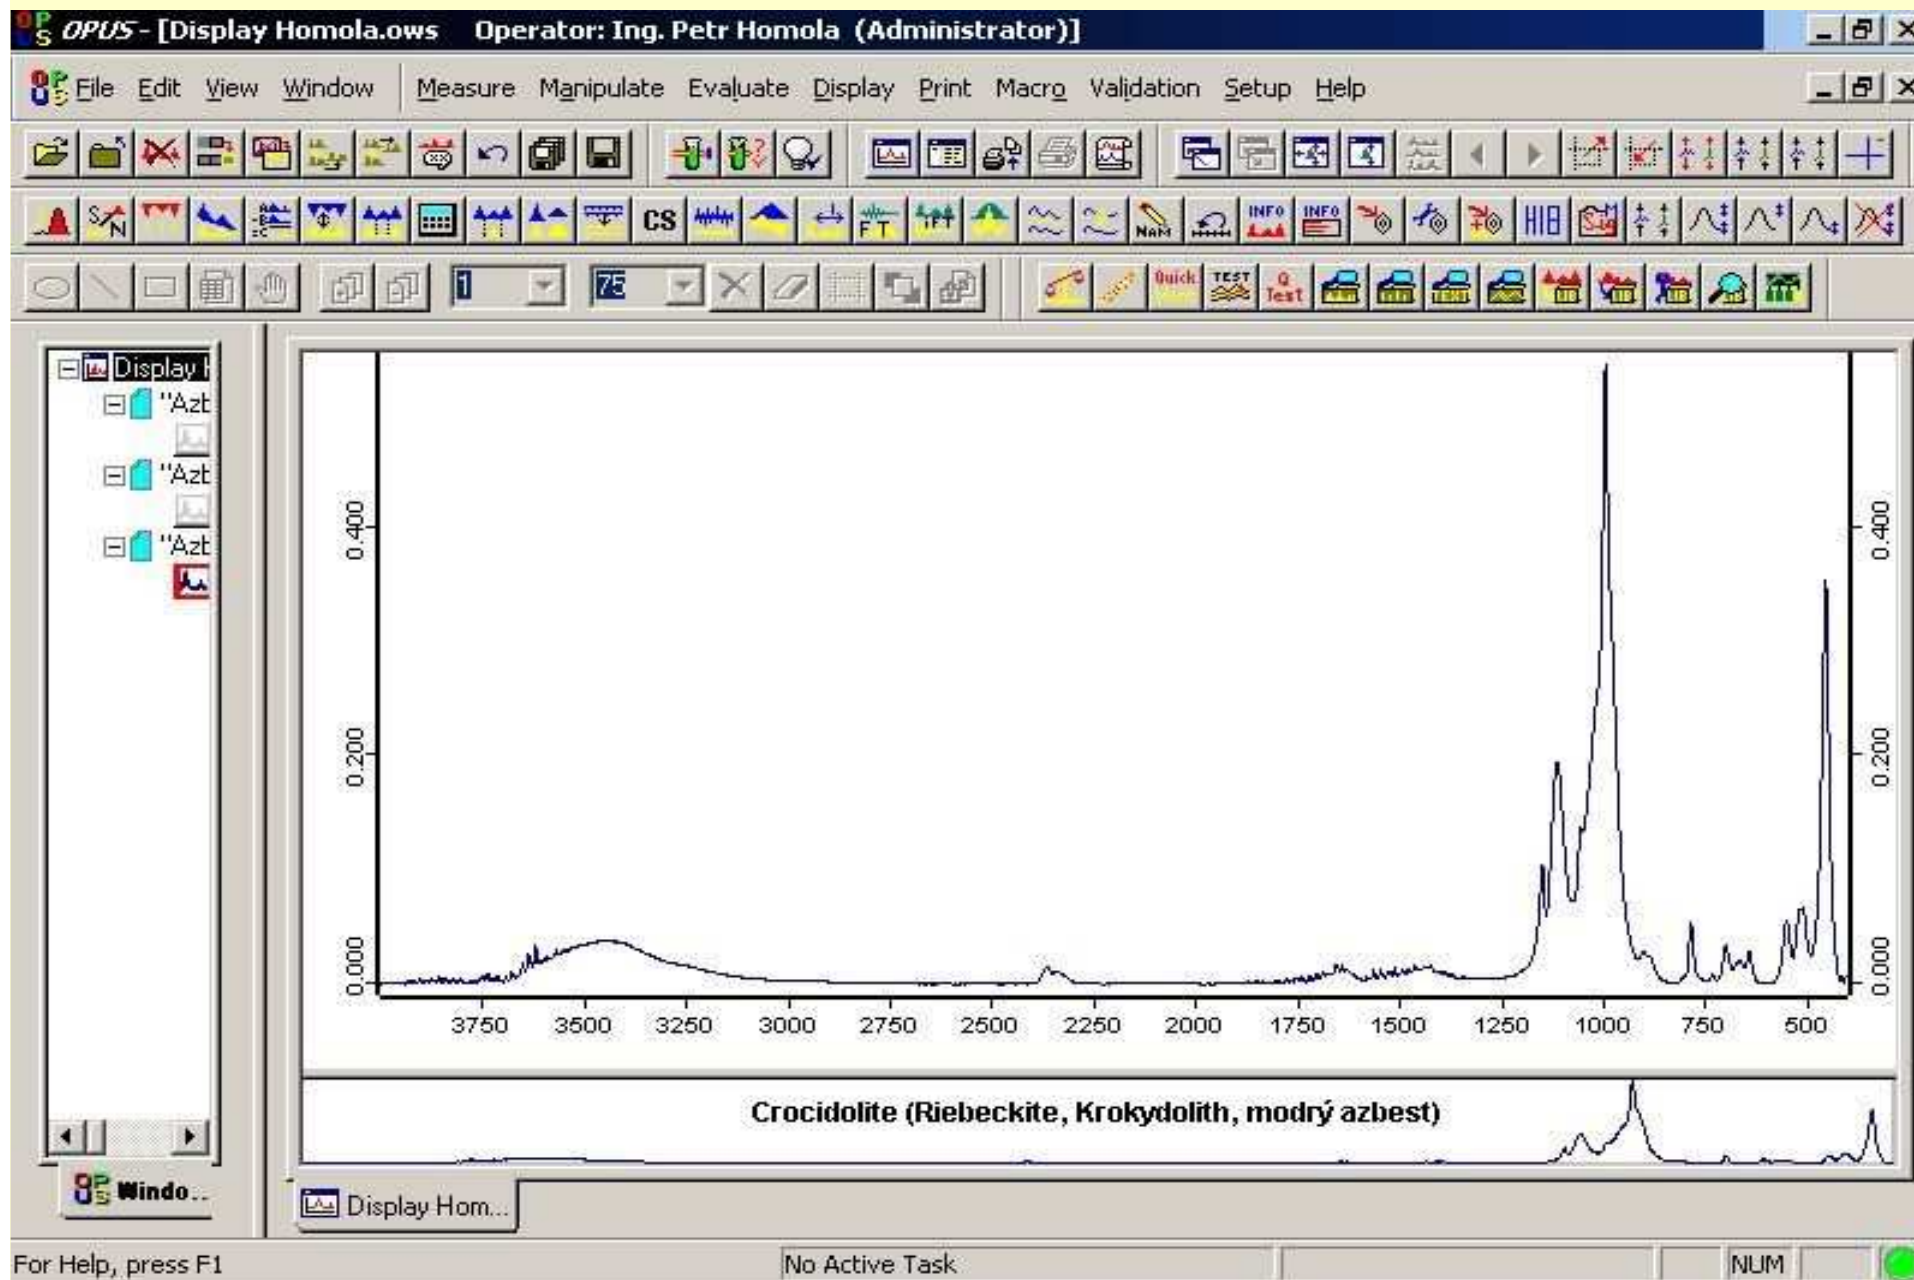 OPUS - [Display Homola.ows Operator: Ing. Petr Homola (Administrator)]
File Edit View Window Measure Manipulate Evaluate Display Print Macro Validation Setup Help
S/N CS FT NAM INFO INFO
1 75 Quick TEST Q Test
Display
"Azb
"Azb
"Azb
0.400
0.200
0.000
0.400
0.200
0.000
3750 3500 3250 3000 2750 2500 2250 2000 1750 1500 1250 1000 750 500
Crocidolite (Riebeckite, Krokydolith, modrý azbest)
Windo..
Display Hom...
For Help, press F1 No Active Task NUM